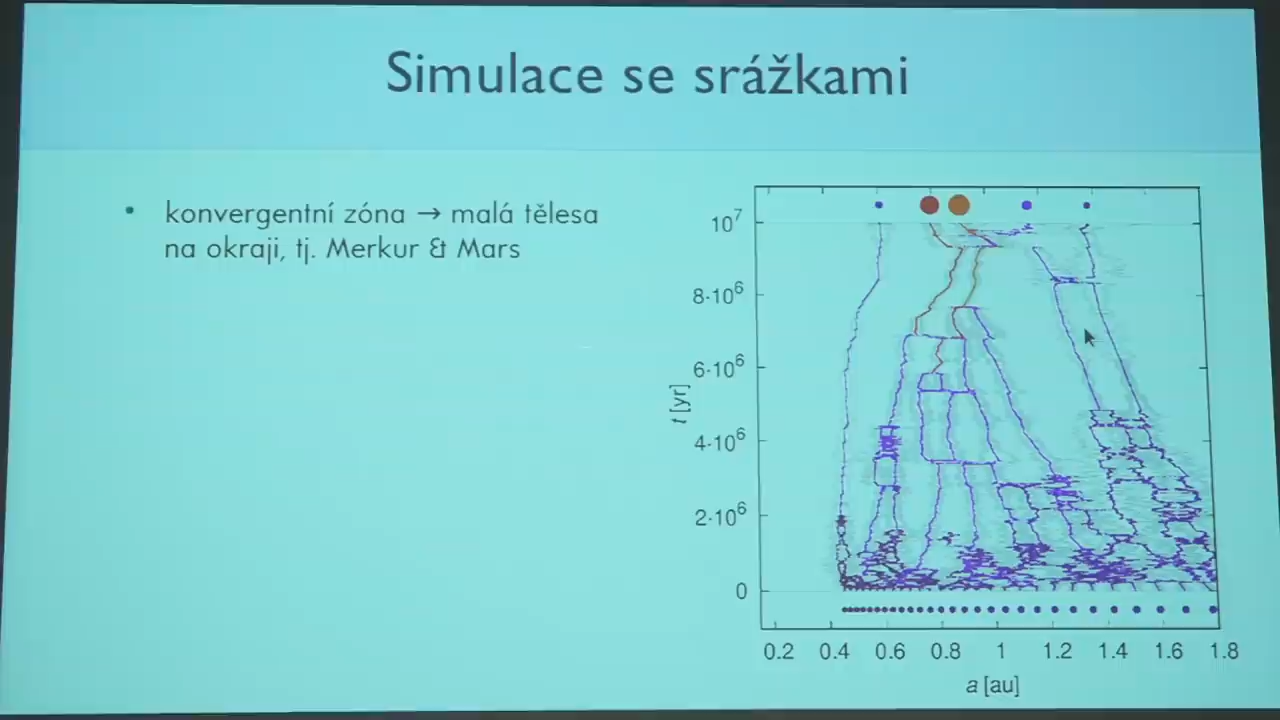 Simulace se srážkami
• konvergentní zóna → malá tělesa
na okraji, tj. Merkur & Mars
10⁷
8·10⁶
6·10⁶
4·10⁶
2·10⁶
0
t [yr]
0.2 0.4 0.6 0.8 1 1.2 1.4 1.6 1.8
a [au]